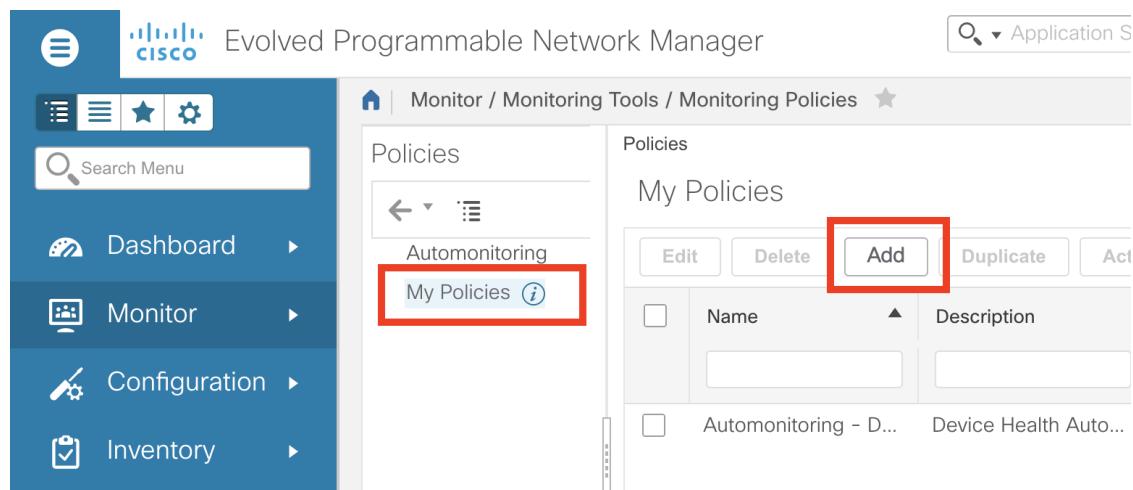 CISCO Evolved Programmable Network Manager
Application S
Monitor / Monitoring Tools / Monitoring Policies
Search Menu
Dashboard
Monitor
Configuration
Inventory
Policies
Automonitoring
My Policies
Policies
My Policies
Edit Delete Add Duplicate Act
Name Description
Automonitoring - D... Device Health Auto...